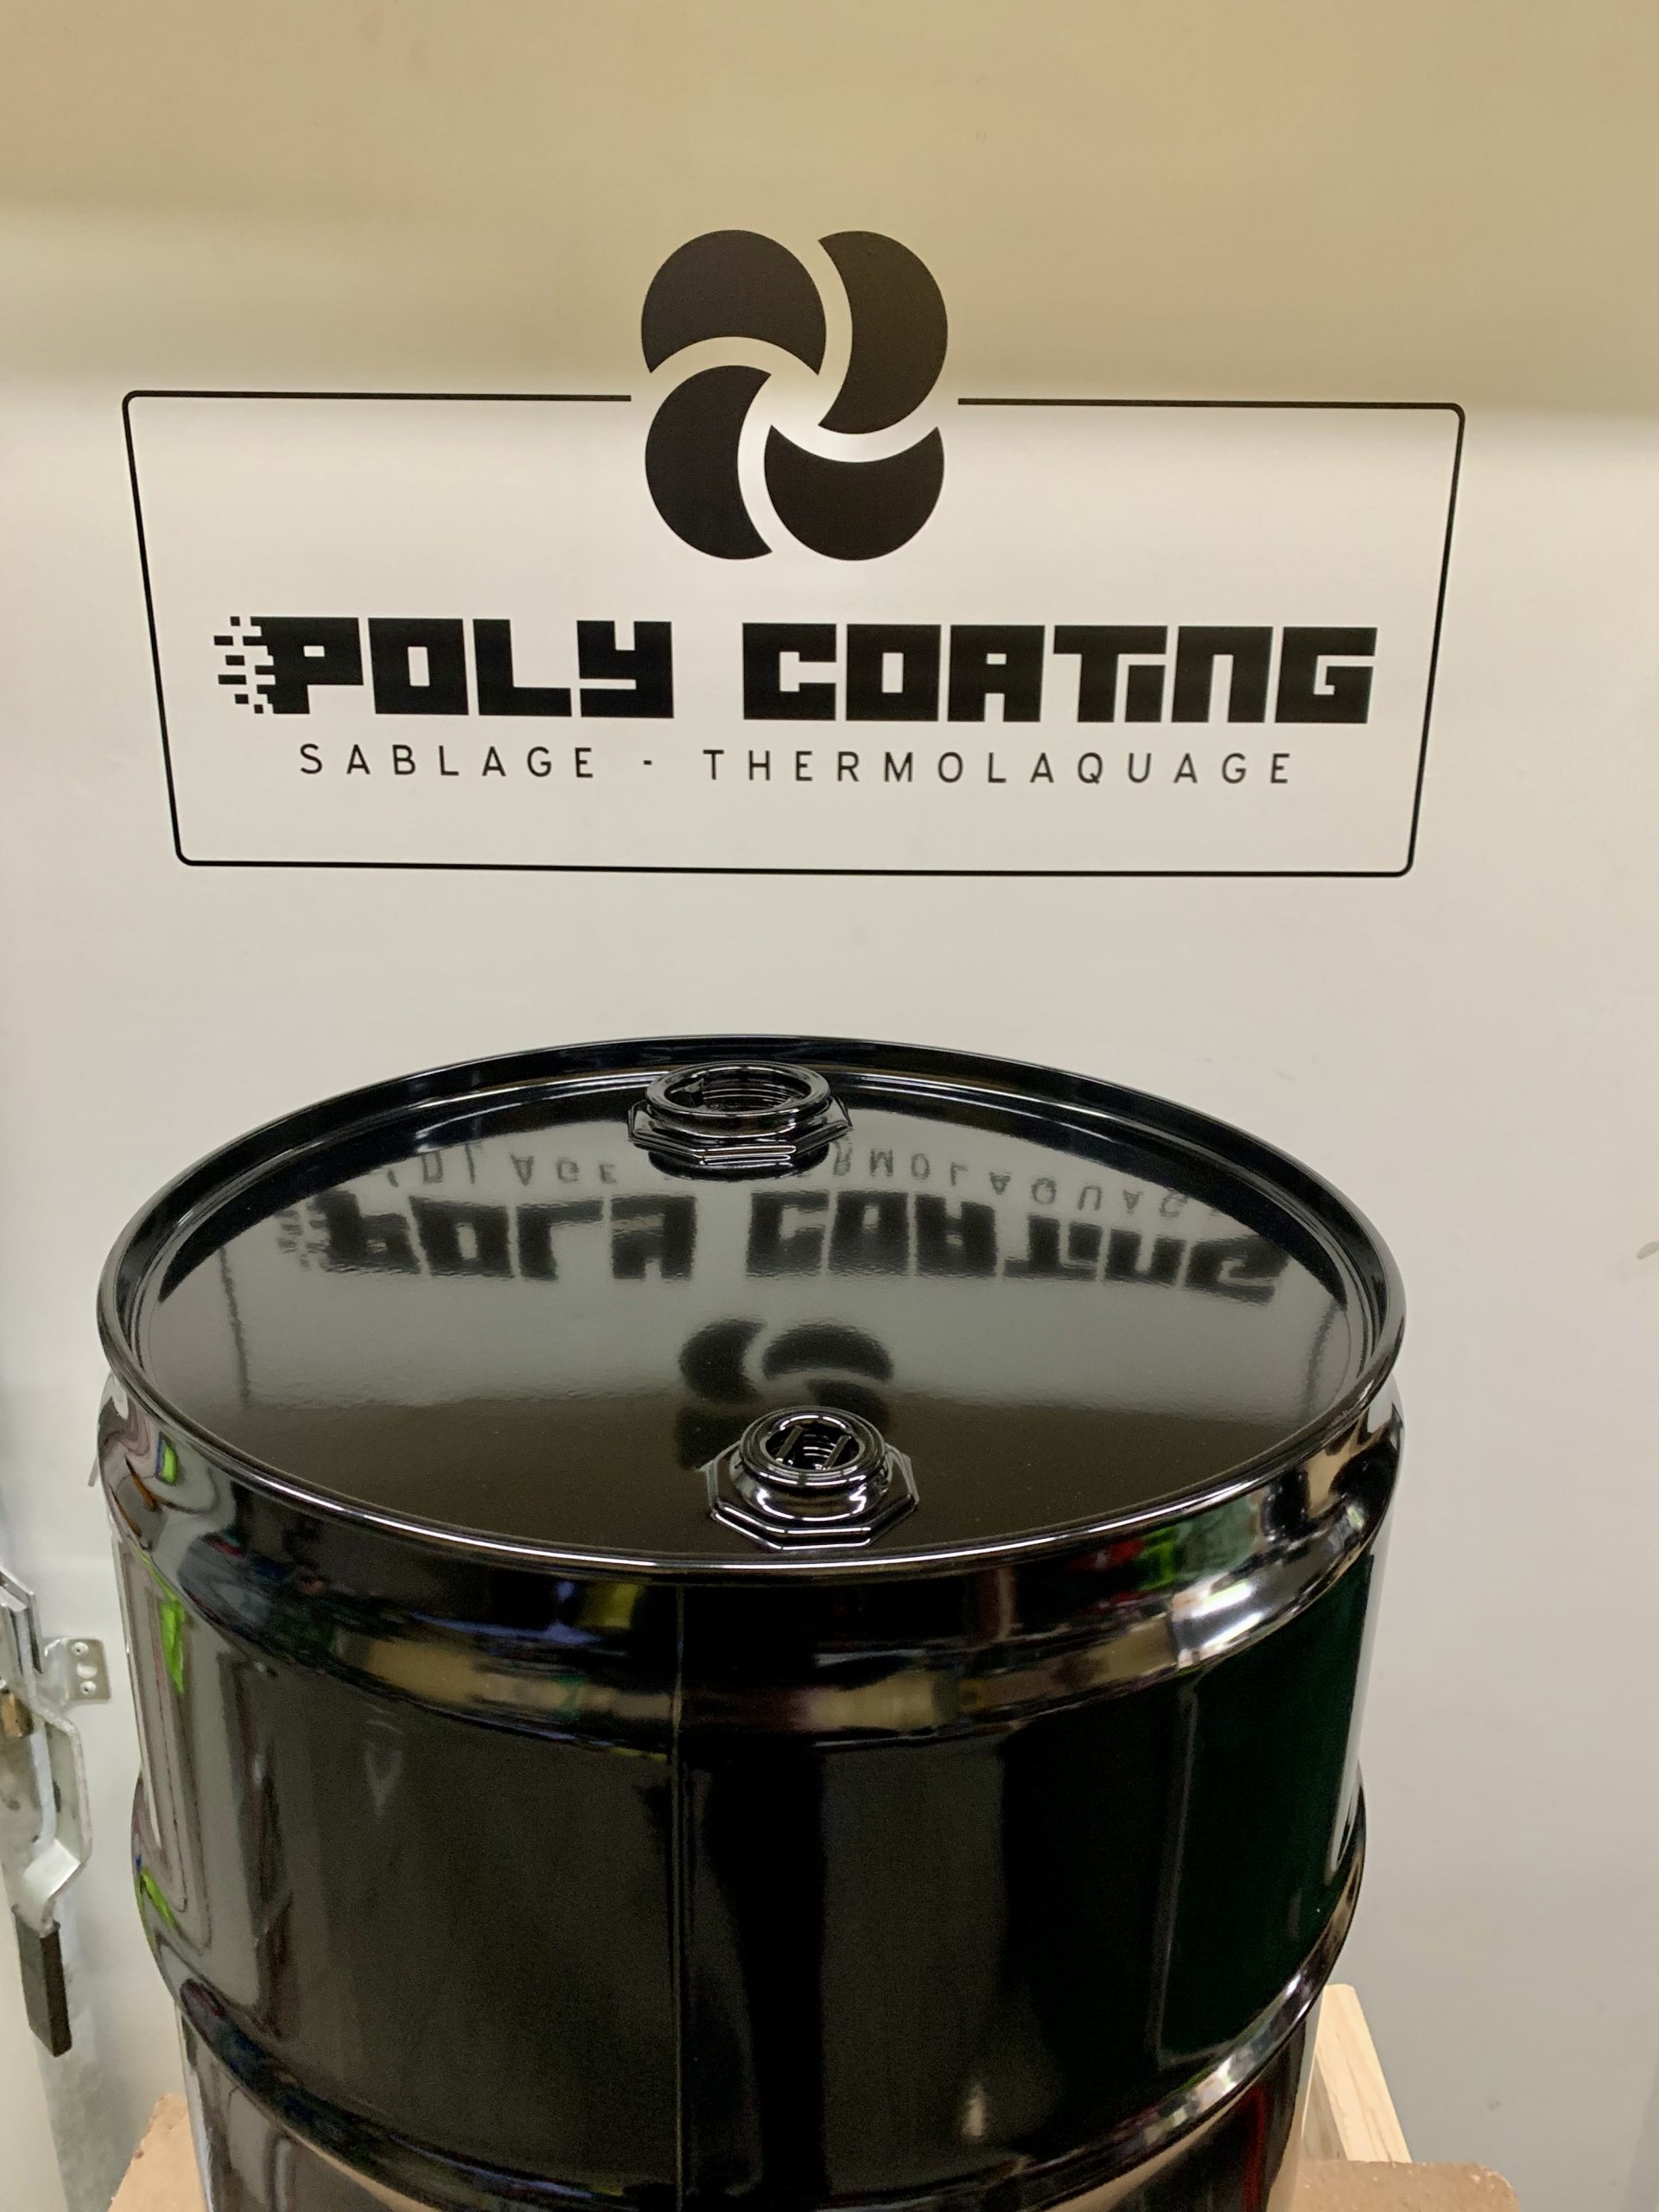 POLY COATING
SABLAGE - THERMOLAQUAGE